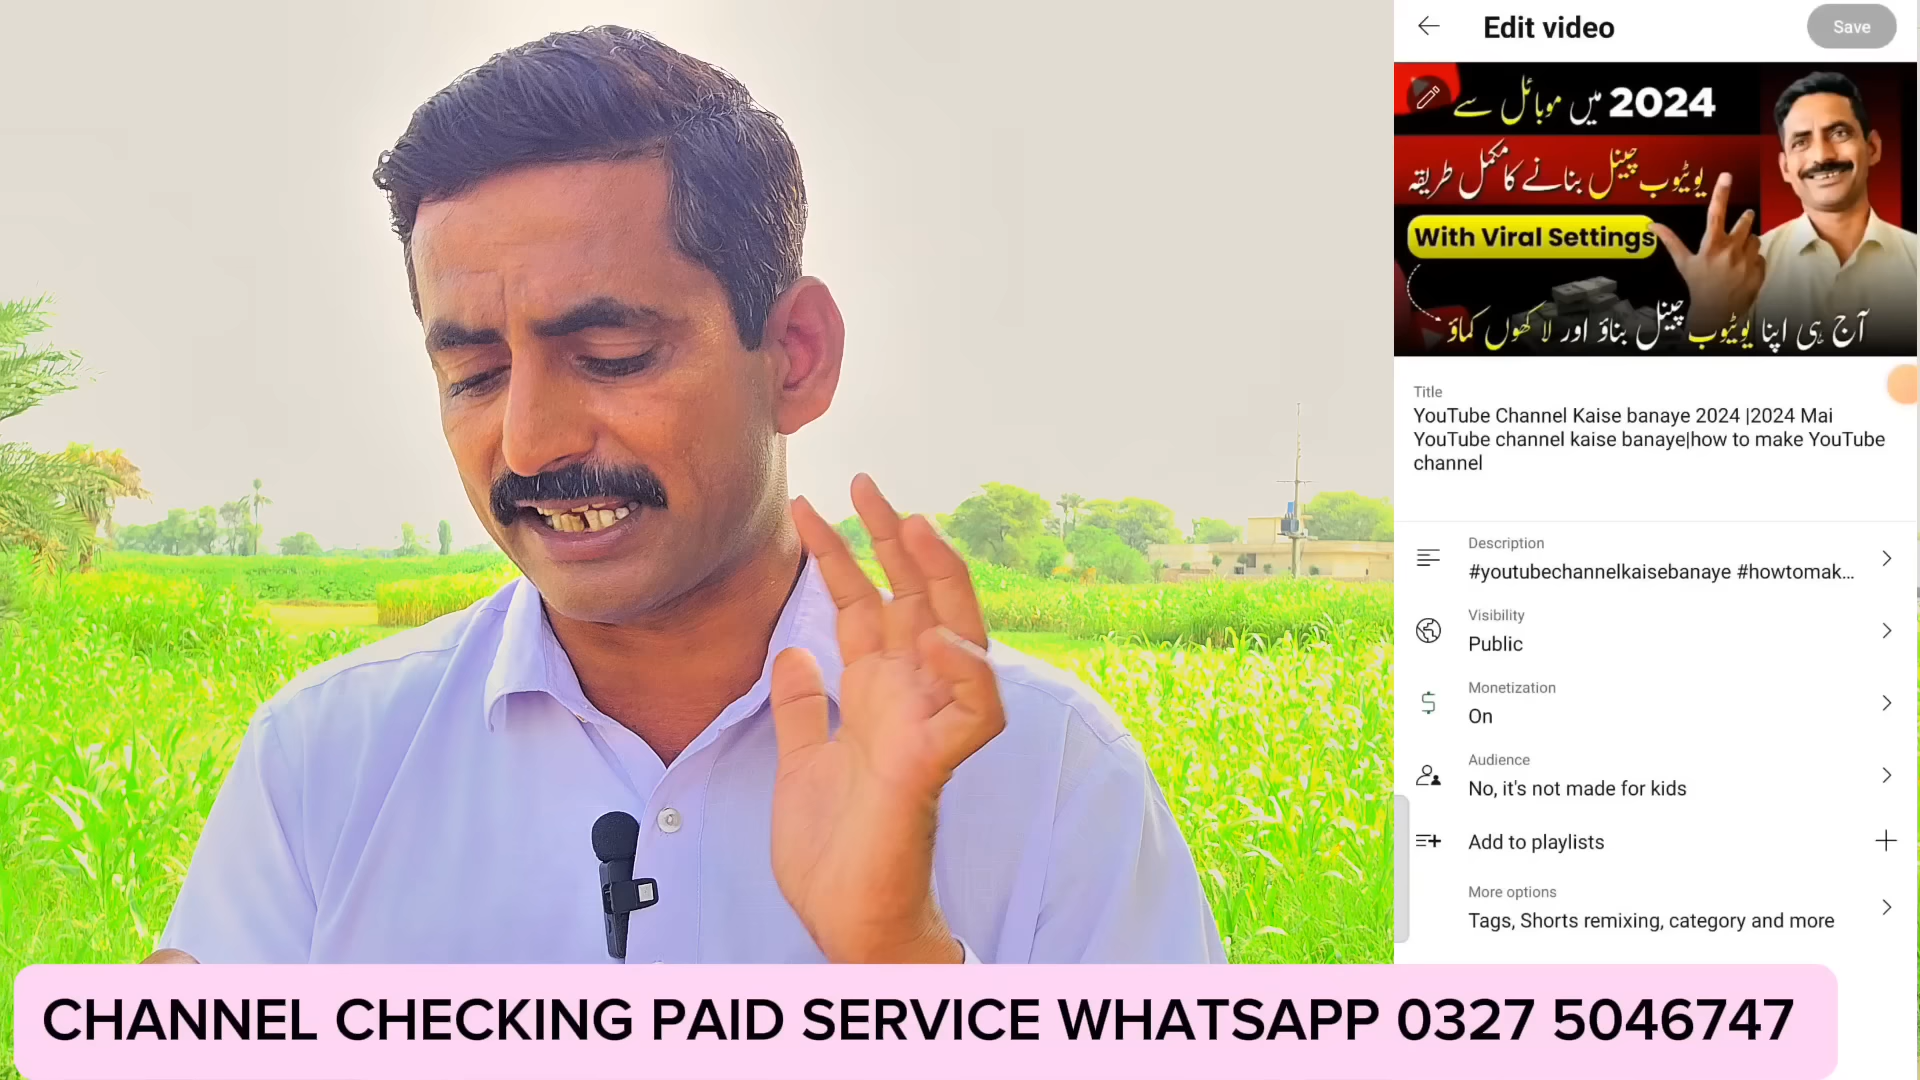 Edit video
Save
2024 میں موبائل سے
یوٹیوب چینل بنانے کا مکمل طریقہ
With Viral Settings
آج ہی اپنا یوٹیوب چینل بناؤ اور لاکھوں کماؤ
Title
YouTube Channel Kaise banaye 2024 |2024 Mai
YouTube channel kaise banaye|how to make YouTube
channel
Description
#youtubechannelkaisebanaye #howtomak...
Visibility
Public
Monetization
On
Audience
No, it's not made for kids
Add to playlists
More options
Tags, Shorts remixing, category and more
CHANNEL CHECKING PAID SERVICE WHATSAPP 0327 5046747